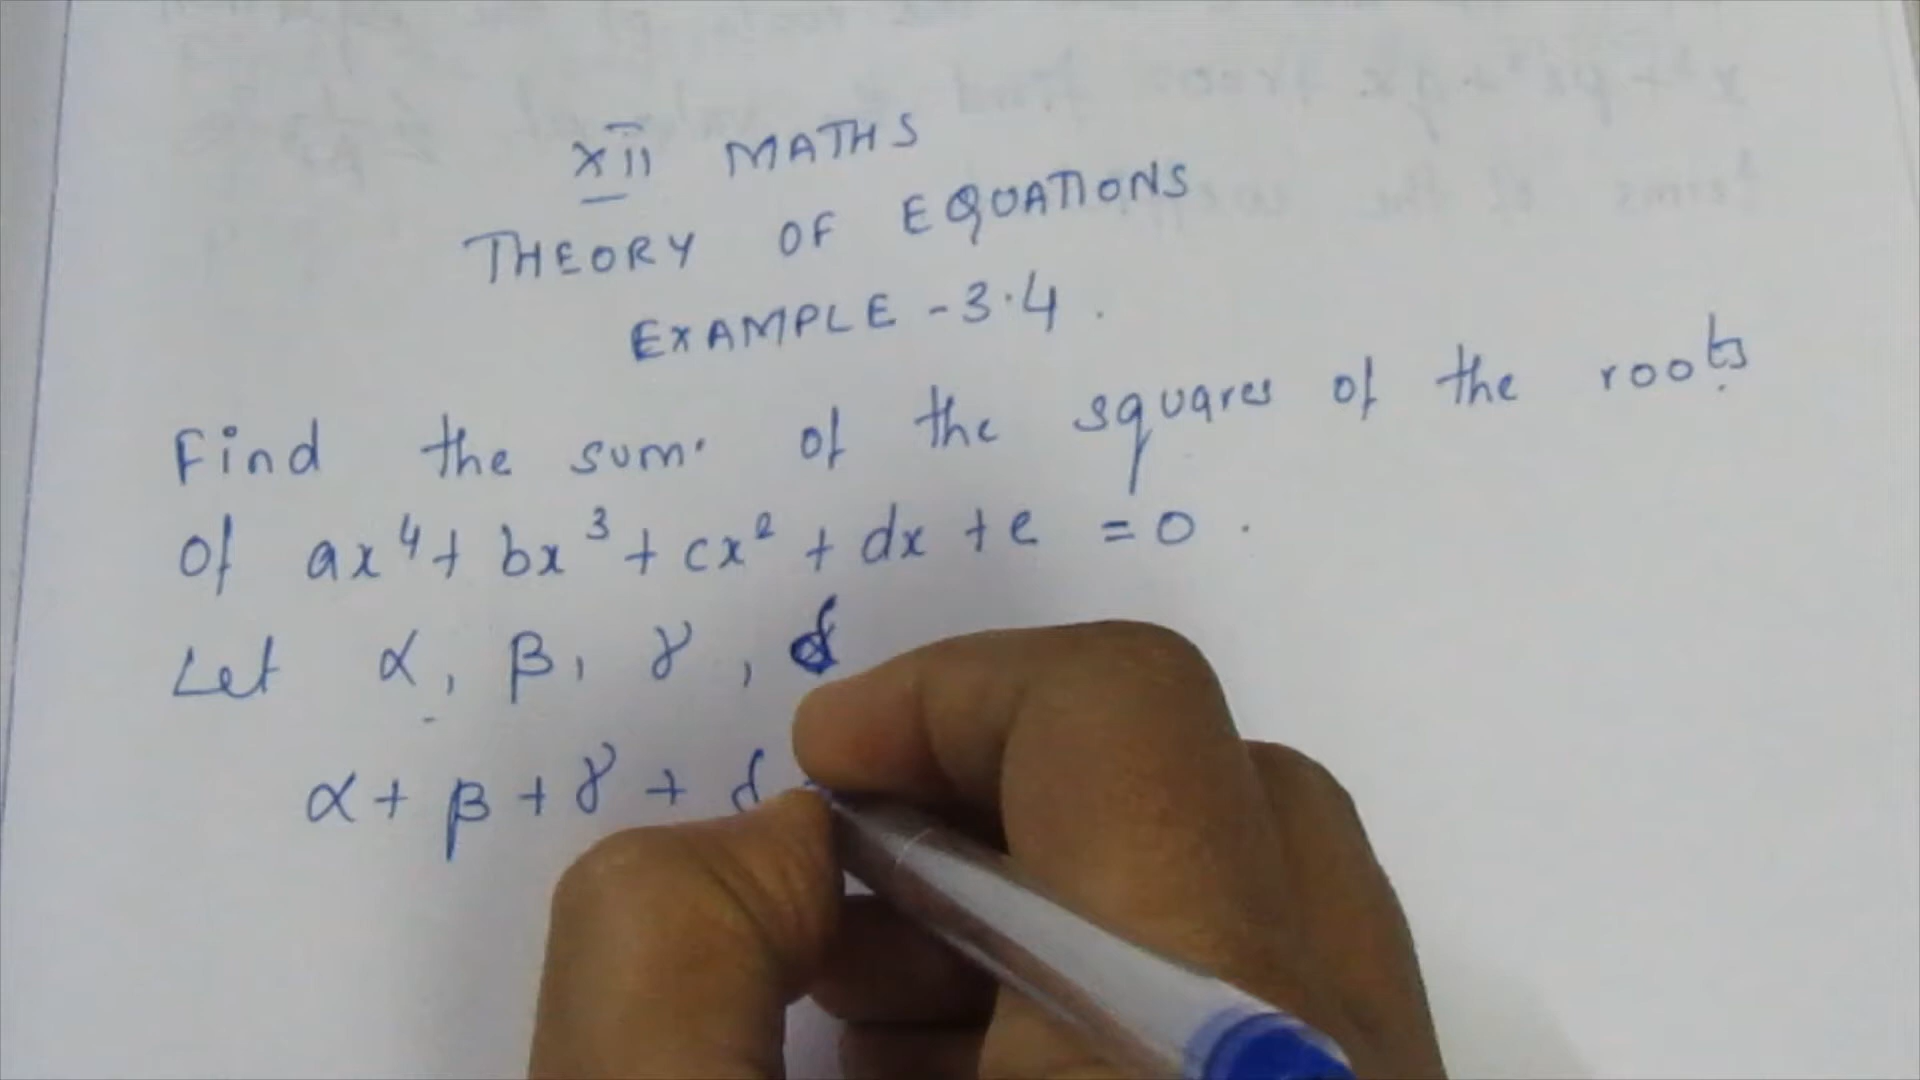 XII MATHS
THEORY OF EQUATIONS
EXAMPLE - 3.4.
Find the sum of the squares of the roots
of ax⁴ + bx³ + cx² + dx + e = 0.
Let α, β, γ, δ
α + β + γ + δ